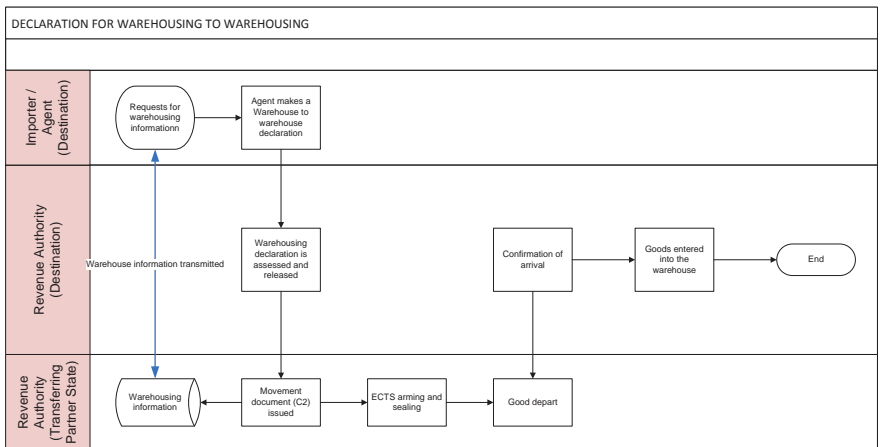 DECLARATION FOR WAREHOUSING TO WAREHOUSING
Importer /
Agent
(Destination)
Requests for
warehousing
informationn
Agent makes a
Warehouse to
warehouse
declaration
Revenue Authority
(Destination)
Warehouse information transmitted
Warehousing
declaration is
assessed and
released
Confirmation of
arrival
Goods entered
into the
warehouse
End
Revenue
Authority
(Transferring
Partner State)
Warehousing
information
Movement
document (C2)
issued
ECTS arming and
sealing
Good depart